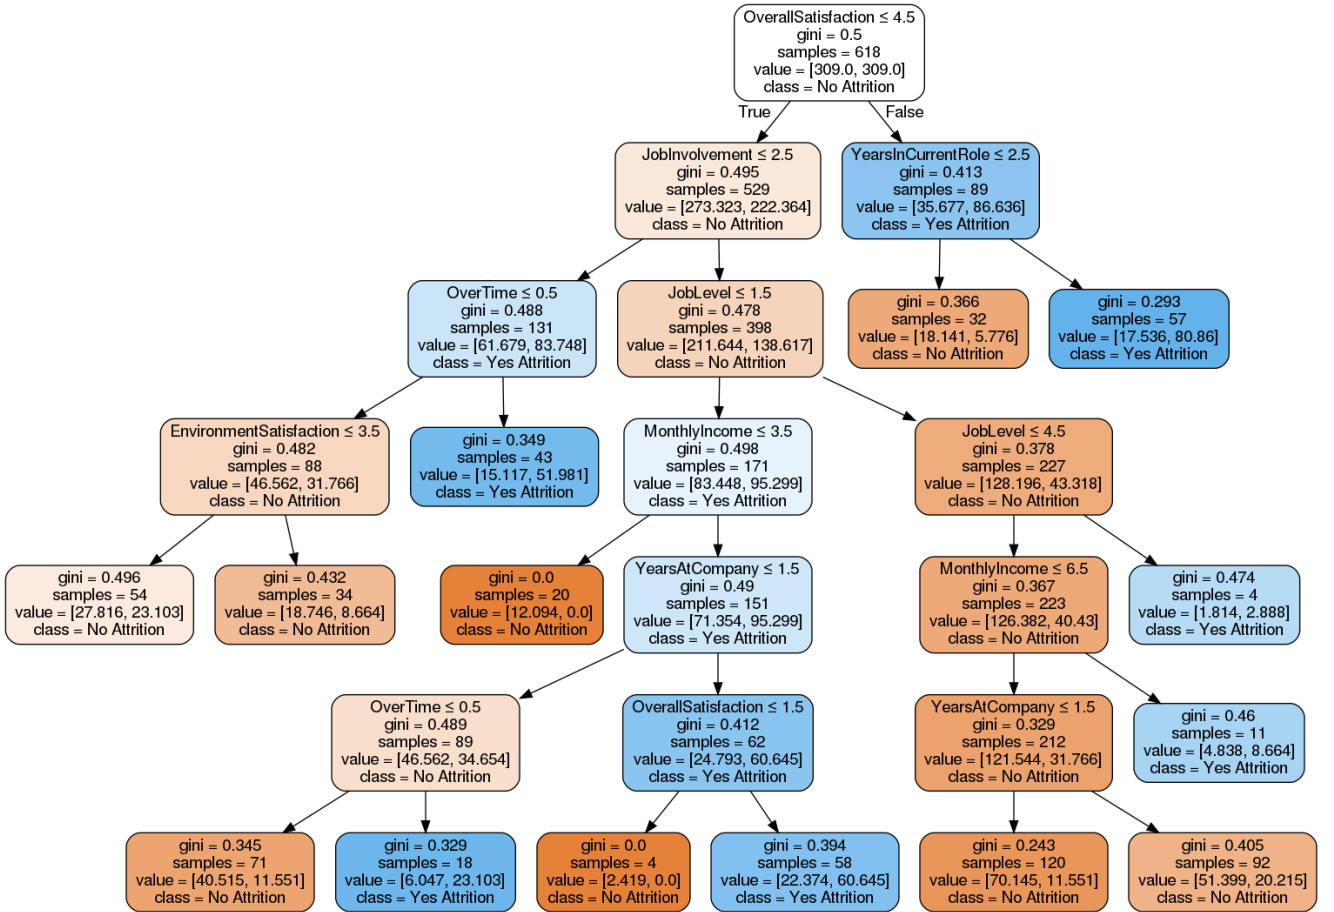 OverallSatisfaction ≤ 4.5
gini = 0.5
samples = 618
value = [309.0, 309.0]
class = No Attrition
True
False
JobInvolvement ≤ 2.5
gini = 0.495
samples = 529
value = [273.323, 222.364]
class = No Attrition
YearsInCurrentRole ≤ 2.5
gini = 0.413
samples = 89
value = [35.677, 86.636]
class = Yes Attrition
OverTime ≤ 0.5
gini = 0.488
samples = 131
value = [61.679, 83.748]
class = Yes Attrition
JobLevel ≤ 1.5
gini = 0.478
samples = 398
value = [211.644, 138.617]
class = No Attrition
gini = 0.366
samples = 32
value = [18.141, 5.776]
class = No Attrition
gini = 0.293
samples = 57
value = [17.536, 80.86]
class = Yes Attrition
EnvironmentSatisfaction ≤ 3.5
gini = 0.482
samples = 88
value = [46.562, 31.766]
class = No Attrition
gini = 0.349
samples = 43
value = [15.117, 51.981]
class = Yes Attrition
MonthlyIncome ≤ 3.5
gini = 0.498
samples = 171
value = [83.448, 95.299]
class = Yes Attrition
JobLevel ≤ 4.5
gini = 0.378
samples = 227
value = [128.196, 43.318]
class = No Attrition
gini = 0.496
samples = 54
value = [27.816, 23.103]
class = No Attrition
gini = 0.432
samples = 34
value = [18.746, 8.664]
class = No Attrition
gini = 0.0
samples = 20
value = [12.094, 0.0]
class = No Attrition
YearsAtCompany ≤ 1.5
gini = 0.49
samples = 151
value = [71.354, 95.299]
class = Yes Attrition
MonthlyIncome ≤ 6.5
gini = 0.367
samples = 223
value = [126.382, 40.43]
class = No Attrition
gini = 0.474
samples = 4
value = [1.814, 2.888]
class = Yes Attrition
OverTime ≤ 0.5
gini = 0.489
samples = 89
value = [46.562, 34.654]
class = No Attrition
OverallSatisfaction ≤ 1.5
gini = 0.412
samples = 62
value = [24.793, 60.645]
class = Yes Attrition
YearsAtCompany ≤ 1.5
gini = 0.329
samples = 212
value = [121.544, 31.766]
class = No Attrition
gini = 0.46
samples = 11
value = [4.838, 8.664]
class = Yes Attrition
gini = 0.345
samples = 71
value = [40.515, 11.551]
class = No Attrition
gini = 0.329
samples = 18
value = [6.047, 23.103]
class = Yes Attrition
gini = 0.0
samples = 4
value = [2.419, 0.0]
class = No Attrition
gini = 0.394
samples = 58
value = [22.374, 60.645]
class = Yes Attrition
gini = 0.243
samples = 120
value = [70.145, 11.551]
class = No Attrition
gini = 0.405
samples = 92
value = [51.399, 20.215]
class = No Attrition